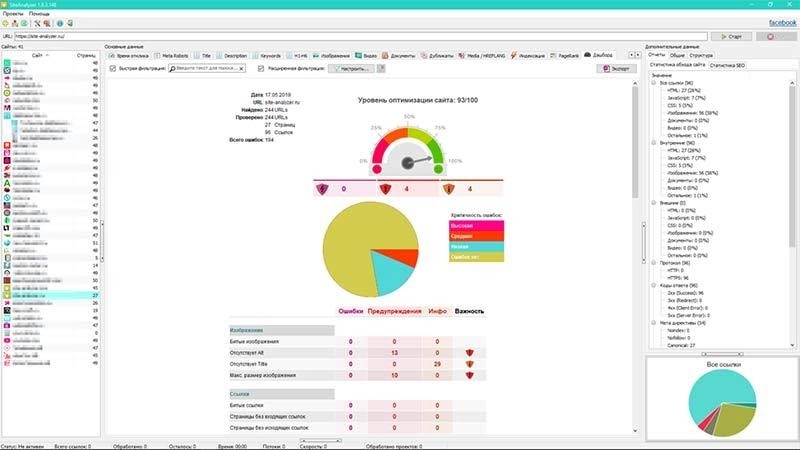 SiteAnalyzer 1.8.3.148
Проекты Помощь
facebook
URL: https://site-analyzer.ru/ Старт
Сайты: 41
Сайт Страниц
Основные данные
Время отклика Meta Robots Title Description Keywords H1-H6 Изображения Видео Документы Дубликаты Media / HREFLANG Индексация PageRank Дашборд
Быстрая фильтрация: Введите текст для поиска... Расширенная фильтрация: Настроить... Экспорт
Дата 17.05.2019
URL site-analyzer.ru
Найдено 244 URLs
Проверено 244 URLs
27 Страниц
96 Ссылок
Всего ошибок: 194
Уровень оптимизации сайта: 93/100
0% 25% 50% 75% 100%
0 4 4
Критичность ошибок:
Высокая
Средняя
Низкая
Ошибок нет
Ошибки Предупреждения Инфо Важность
Изображения
Битые изображения 0 0 0
Отсутствует Alt 0 13 0
Отсутствует Title 0 0 29
Макс. размер изображения 0 10 0
Ссылки
Битые ссылки 0 0 0
Страницы без входящих ссылок 0 0 0
Страницы без исходящих ссылок 0 0 0
Дополнительные данные
Отчеты Общие Структура
Статистика обхода сайта Статистика SEO
Значение
Все ссылки (96)
HTML: 27 (28%)
JavaScript: 7 (7%)
CSS: 5 (5%)
Изображения: 56 (58%)
Документы: 0 (0%)
Видео: 0 (0%)
Остальное: 1 (1%)
Внутренние (96)
HTML: 27 (28%)
JavaScript: 7 (7%)
CSS: 5 (5%)
Изображения: 56 (58%)
Документы: 0 (0%)
Видео: 0 (0%)
Остальное: 1 (1%)
Внешний (0)
HTML: 0 (0%)
JavaScript: 0 (0%)
CSS: 0 (0%)
Изображения: 0 (0%)
Документы: 0 (0%)
Видео: 0 (0%)
Остальное: 0 (0%)
Протокол (96)
HTTP: 0
HTTPS: 96
Коды ответа (96)
2xx (Success): 96
3xx (Redirect): 0
4xx (Client Error): 0
5xx (Server Error): 0
Мета директивы (34)
Noindex: 0
Nofollow: 0
Canonical: 27
Все ссылки
Статус: Не активен Всего ссылок: 0 Обработано: 0 Осталось: 0 Время: 00:00 Потоки: 0 Скорость: 0 Обработано проектов: 0